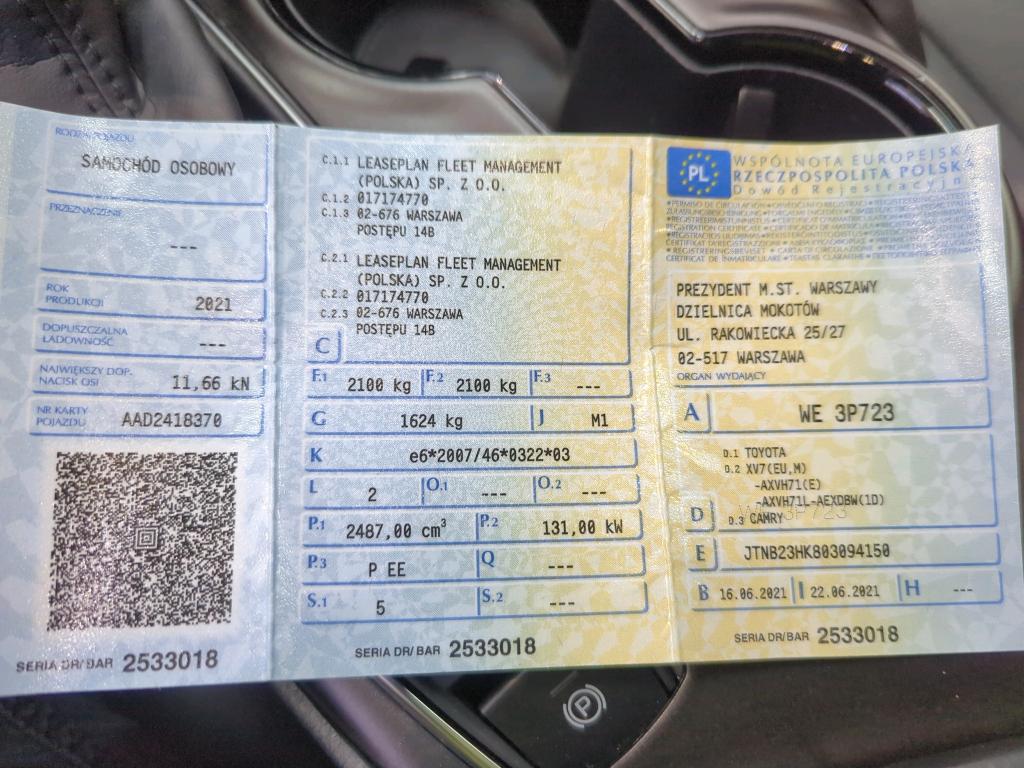 RODZAJ POJAZDU
SAMOCHÓD OSOBOWY
PRZEZNACZENIE
---
ROK PRODUKCJI 2021
DOPUSZCZALNA ŁADOWNOŚĆ ---
NAJWIĘKSZY DOP. NACISK OSI 11,66 kN
NR KARTY POJAZDU AAD2418370
SERIA DR/BAR 2533018
C.1.1 LEASEPLAN FLEET MANAGEMENT
(POLSKA) SP. Z O.O.
C.1.2 017174770
C.1.3 02-676 WARSZAWA
POSTĘPU 14B
C.2.1 LEASEPLAN FLEET MANAGEMENT
(POLSKA) SP. Z O.O.
C.2.2 017174770
C.2.3 02-676 WARSZAWA
POSTĘPU 14B
C
F.1 2100 kg F.2 2100 kg F.3 ---
G 1624 kg J M1
K e6*2007/46*0322*03
L 2 O.1 --- O.2 ---
P.1 2487,00 cm³ P.2 131,00 kW
P.3 P EE Q ---
S.1 5 S.2 ---
SERIA DR/BAR 2533018
PL
WSPÓLNOTA EUROPEJSKA
RZECZPOSPOLITA POLSKA
Dowód Rejestracyjn
PREZYDENT M.ST. WARSZAWY
DZIELNICA MOKOTÓW
UL. RAKOWIECKA 25/27
02-517 WARSZAWA
ORGAN WYDAJĄCY
A WE 3P723
D.1 TOYOTA
D.2 XV7(EU,M)
-AXVH71(E)
-AXVH71L-AEXDBW(1D)
D D.3 CAMRY
E JTNB23HK803094150
B 16.06.2021 I 22.06.2021 H ---
SERIA DR/BAR 2533018
P